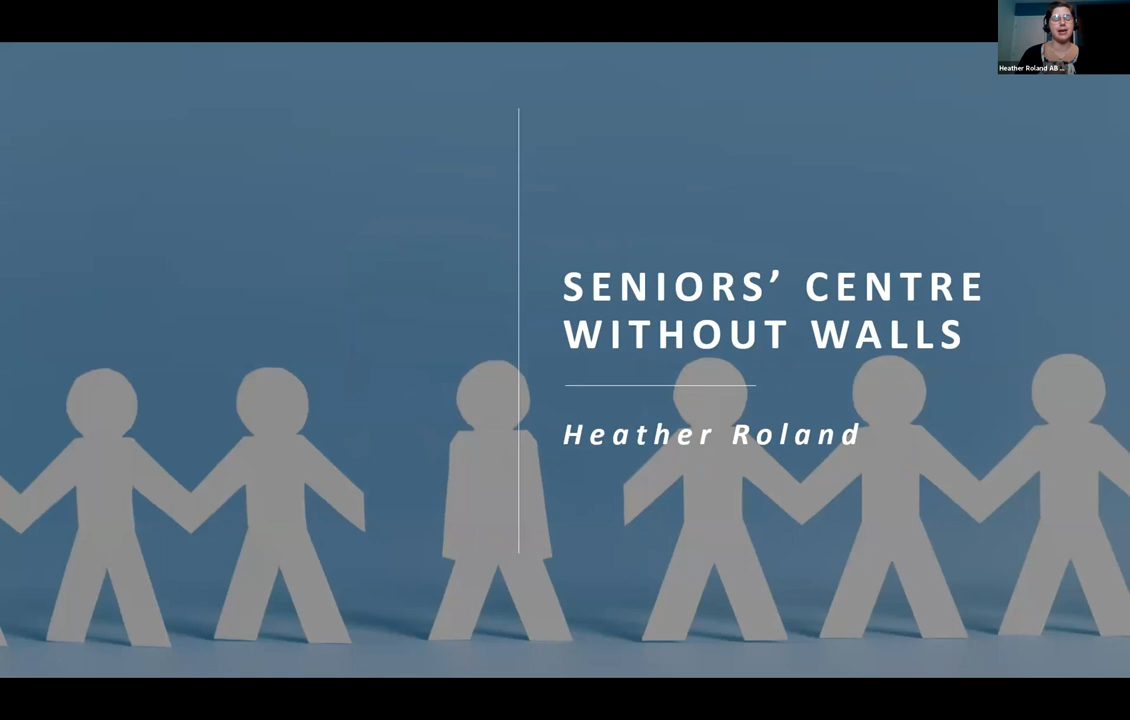 Heather Roland AB ...
SENIORS’ CENTRE
WITHOUT WALLS
Heather Roland